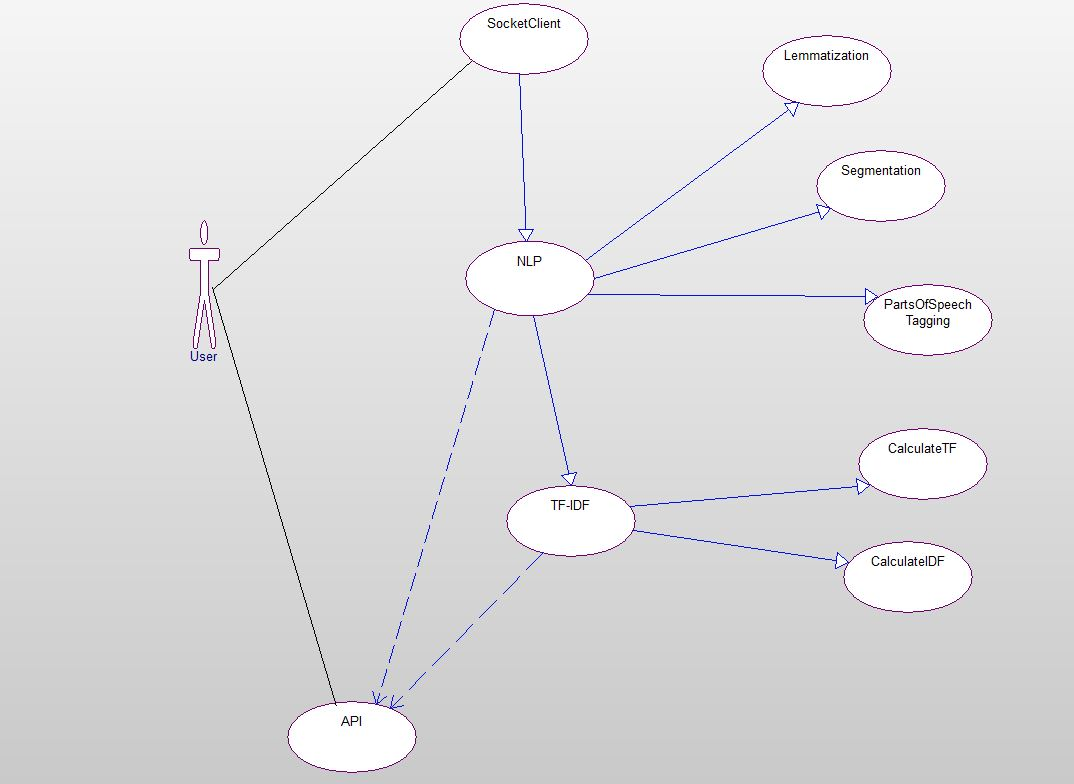 SocketClient
Lemmatization
Segmentation
NLP
PartsOfSpeech
Tagging
User
CalculateTF
TF-IDF
CalculateIDF
API